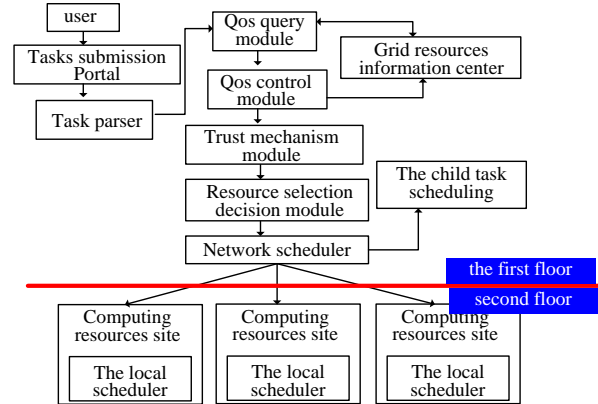 user
Tasks submission
Portal
Task parser
Qos query
module
Grid resources
information center
Qos control
module
Trust mechanism
module
Resource selection
decision module
The child task
scheduling
Network scheduler
the first floor
second floor
Computing
resources site
The local
scheduler
Computing
resources site
The local
scheduler
Computing
resources site
The local
scheduler